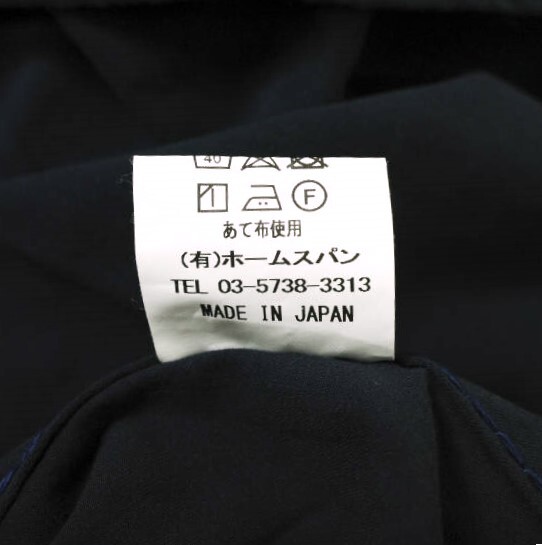 40
F
あて布使用
(有)ホームスパン
TEL 03-5738-3313
MADE IN JAPAN